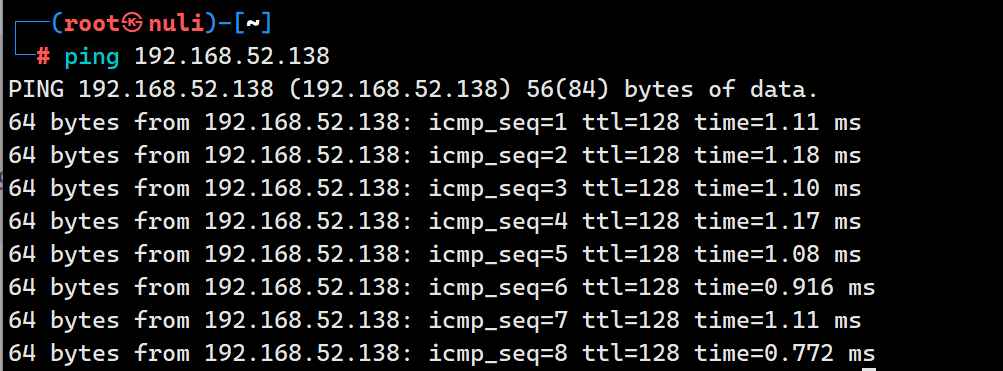 ┌──(root㉿nuli)-[~]
└─# ping 192.168.52.138
PING 192.168.52.138 (192.168.52.138) 56(84) bytes of data.
64 bytes from 192.168.52.138: icmp_seq=1 ttl=128 time=1.11 ms
64 bytes from 192.168.52.138: icmp_seq=2 ttl=128 time=1.18 ms
64 bytes from 192.168.52.138: icmp_seq=3 ttl=128 time=1.10 ms
64 bytes from 192.168.52.138: icmp_seq=4 ttl=128 time=1.17 ms
64 bytes from 192.168.52.138: icmp_seq=5 ttl=128 time=1.08 ms
64 bytes from 192.168.52.138: icmp_seq=6 ttl=128 time=0.916 ms
64 bytes from 192.168.52.138: icmp_seq=7 ttl=128 time=1.11 ms
64 bytes from 192.168.52.138: icmp_seq=8 ttl=128 time=0.772 ms